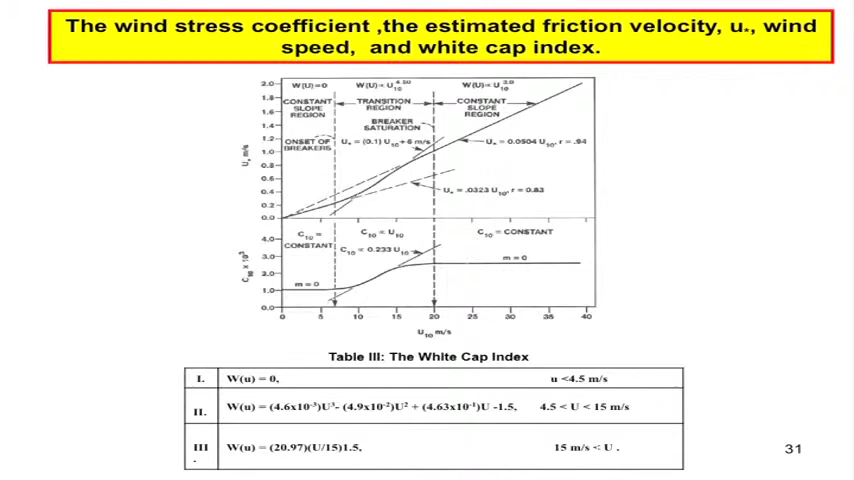 The wind stress coefficient ,the estimated friction velocity, u*, wind
speed, and white cap index.
W(U)=0 W(U)∝U10^4.50 W(U)∝U10^3.0
CONSTANT SLOPE REGION
TRANSITION REGION
CONSTANT SLOPE REGION
BREAKER SATURATION
ONSET OF BREAKERS
U* = (0.1) U10+6 m/s
U* = 0.0504 U10, r = .94
U* = .0323 U10, r = 0.83
U* m/s
2.0
1.8
1.6
1.4
1.2
1.0
0.8
0.6
0.4
0.2
0.0
C10 = CONSTANT
C10 ∝ U10
C10 = CONSTANT
C10 ∝ 0.233 U10
m = 0
m = 0
C10 × 10^3
4.0
3.0
2.0
1.0
0.0
0 5 10 15 20 25 30 35 40
U10 m/s
Table III: The White Cap Index
I. W(u) = 0, u <4.5 m/s
II. W(u) = (4.6x10^-3)U^3- (4.9x10^-2)U^2 + (4.63x10^-1)U -1.5, 4.5 < U < 15 m/s
III W(u) = (20.97)(U/15)1.5, 15 m/s < U .
.
31